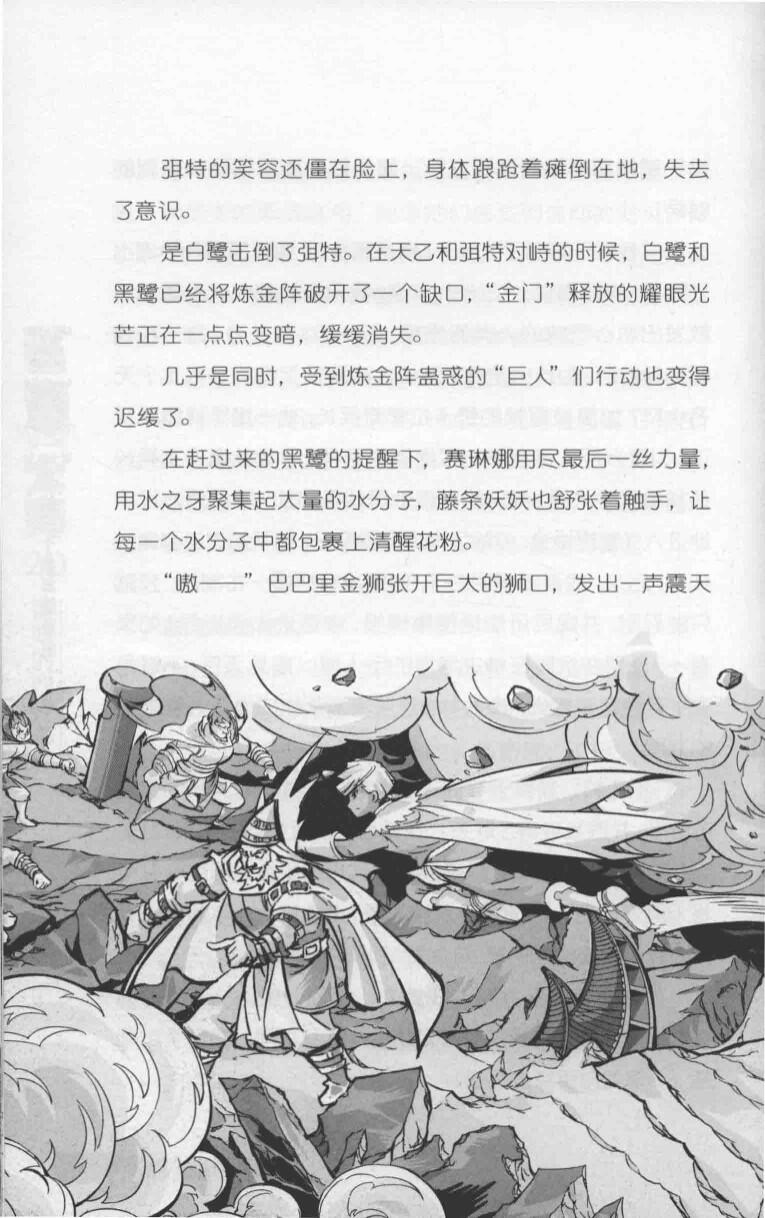 弭特的笑容还僵在脸上，身体踉跄着瘫倒在地，失去
了意识。
是白鹭击倒了弭特。在天乙和弭特对峙的时候，白鹭和
黑鹭已经将炼金阵破开了一个缺口，“金门”释放的耀眼光
芒正在一点点变暗，缓缓消失。
几乎是同时，受到炼金阵蛊惑的“巨人”们行动也变得
迟缓了。
在赶过来的黑鹭的提醒下，赛琳娜用尽最后一丝力量，
用水之牙聚集起大量的水分子，藤条妖妖也舒张着触手，让
每一个水分子中都包裹上清醒花粉。
“嗷——”巴巴里金狮张开巨大的狮口，发出一声震天